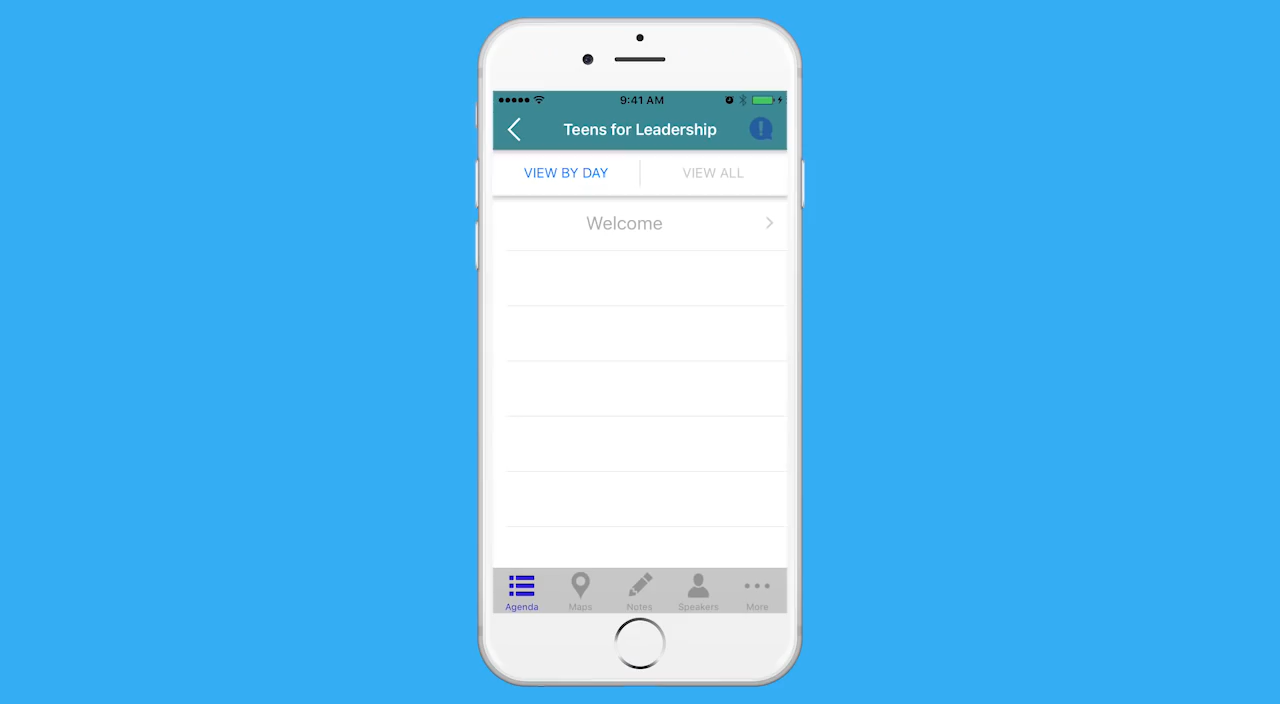 9:41 AM
Teens for Leadership
VIEW BY DAY
VIEW ALL
Welcome
Agenda
Maps
Notes
Speakers
More